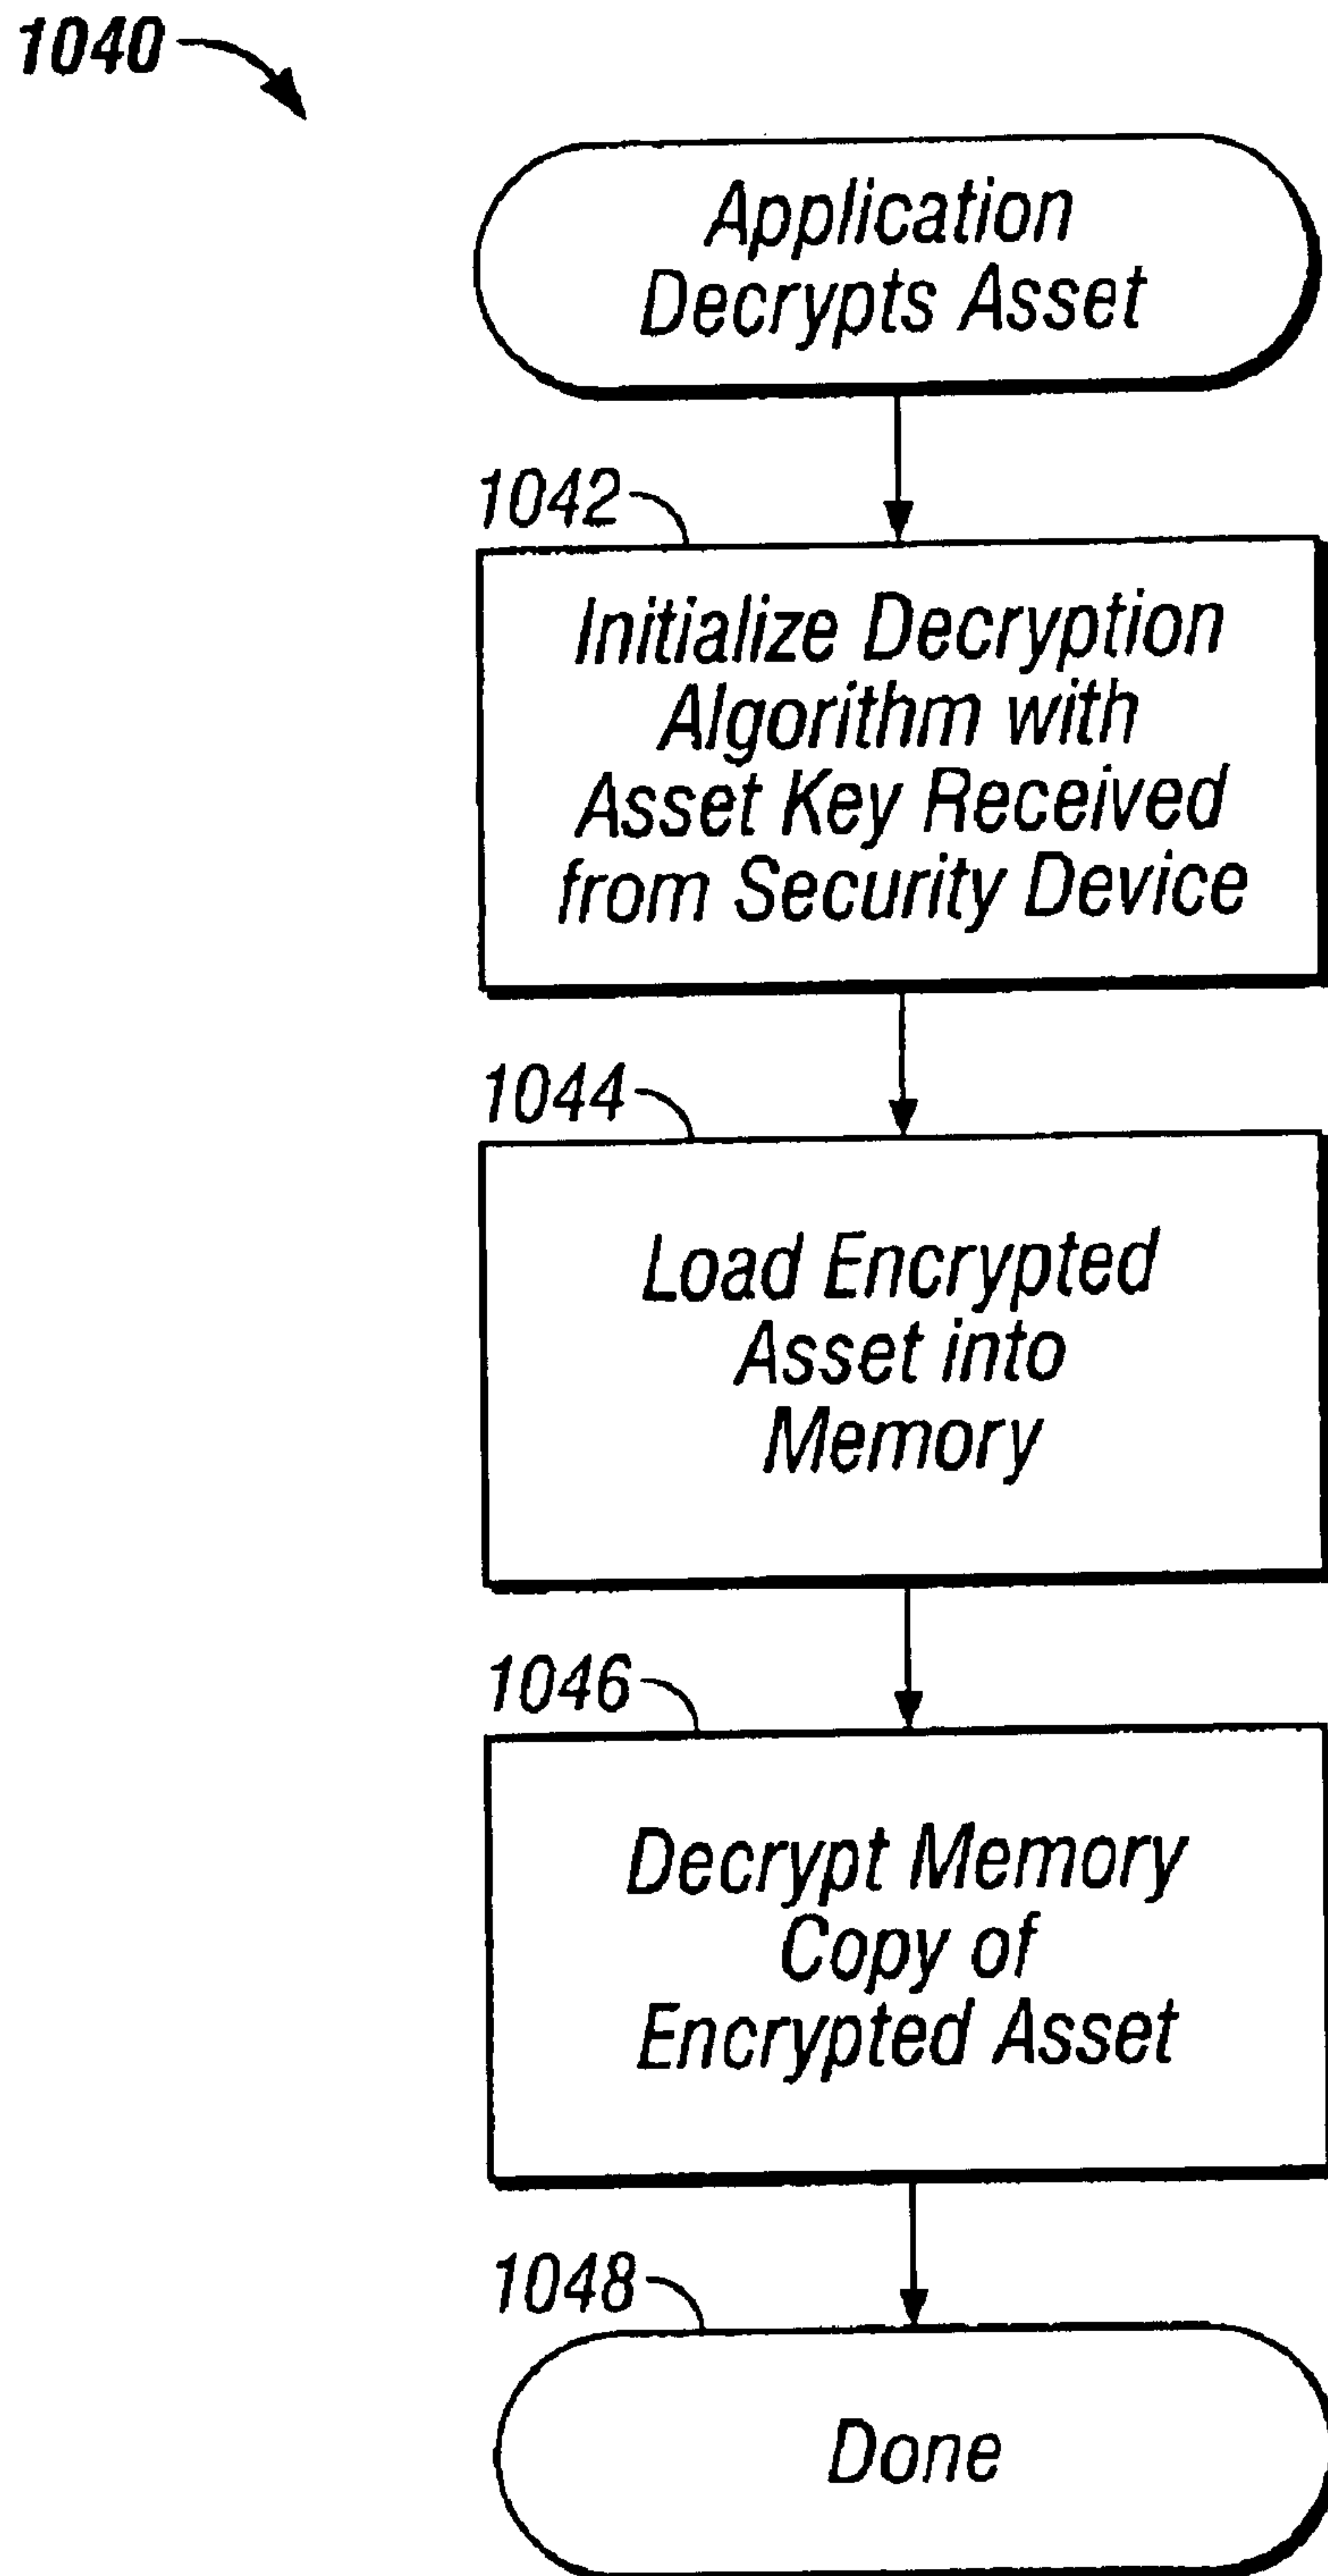 1040
Application
Decrypts Asset
1042
Initialize Decryption
Algorithm with
Asset Key Received
from Security Device
1044
Load Encrypted
Asset into
Memory
1046
Decrypt Memory
Copy of
Encrypted Asset
1048
Done